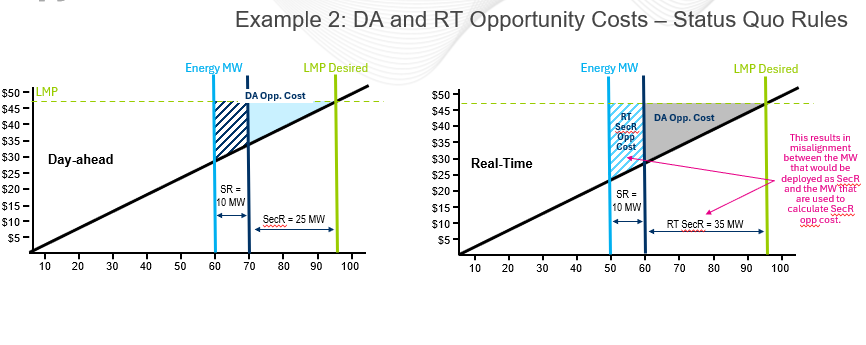 Example 2: DA and RT Opportunity Costs – Status Quo Rules
Energy MW
LMP Desired
$50
LMP
DA Opp. Cost
$45
$40
$35
$30
Day-ahead
$25
$20
SR =
10 MW
$15
$10
SecR = 25 MW
$5
10 20 30 40 50 60 70 80 90 100
Energy MW
LMP Desired
$50
$45
$40
RT
SecR
Opp
Cost
DA Opp. Cost
$35
$30
Real-Time
$25
$20
SR =
10 MW
$15
$10
RT SecR = 35 MW
$5
10 20 30 40 50 60 70 80 90 100
This results in
misalignment
between the MW
that would be
deployed as SecR
and the MW that
are used to
calculate SecR
opp cost.